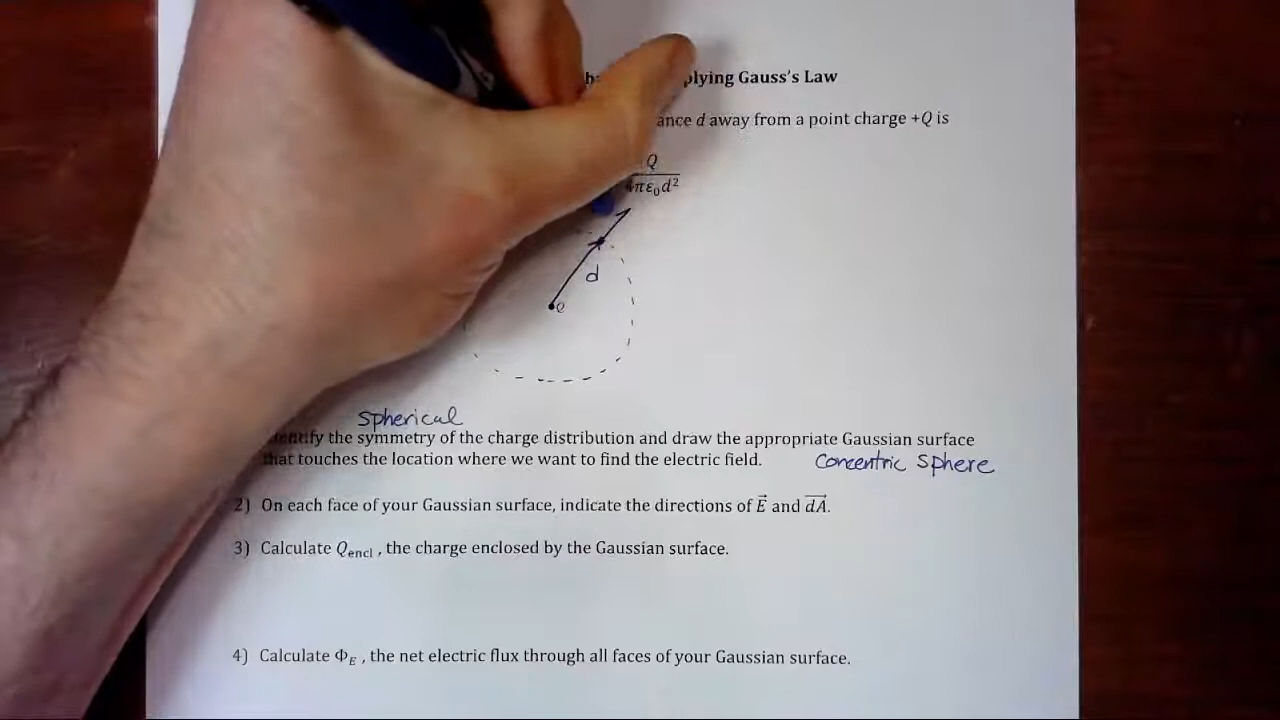 Gauss's Law
d away from a point charge +Q is
Q
4πε₀d²
d
Q
Spherical
the symmetry of the charge distribution and draw the appropriate Gaussian surface
that touches the location where we want to find the electric field. Concentric Sphere
2) On each face of your Gaussian surface, indicate the directions of E⃗ and dA⃗.
3) Calculate Qₑₙcₗ , the charge enclosed by the Gaussian surface.
4) Calculate Φ_E , the net electric flux through all faces of your Gaussian surface.